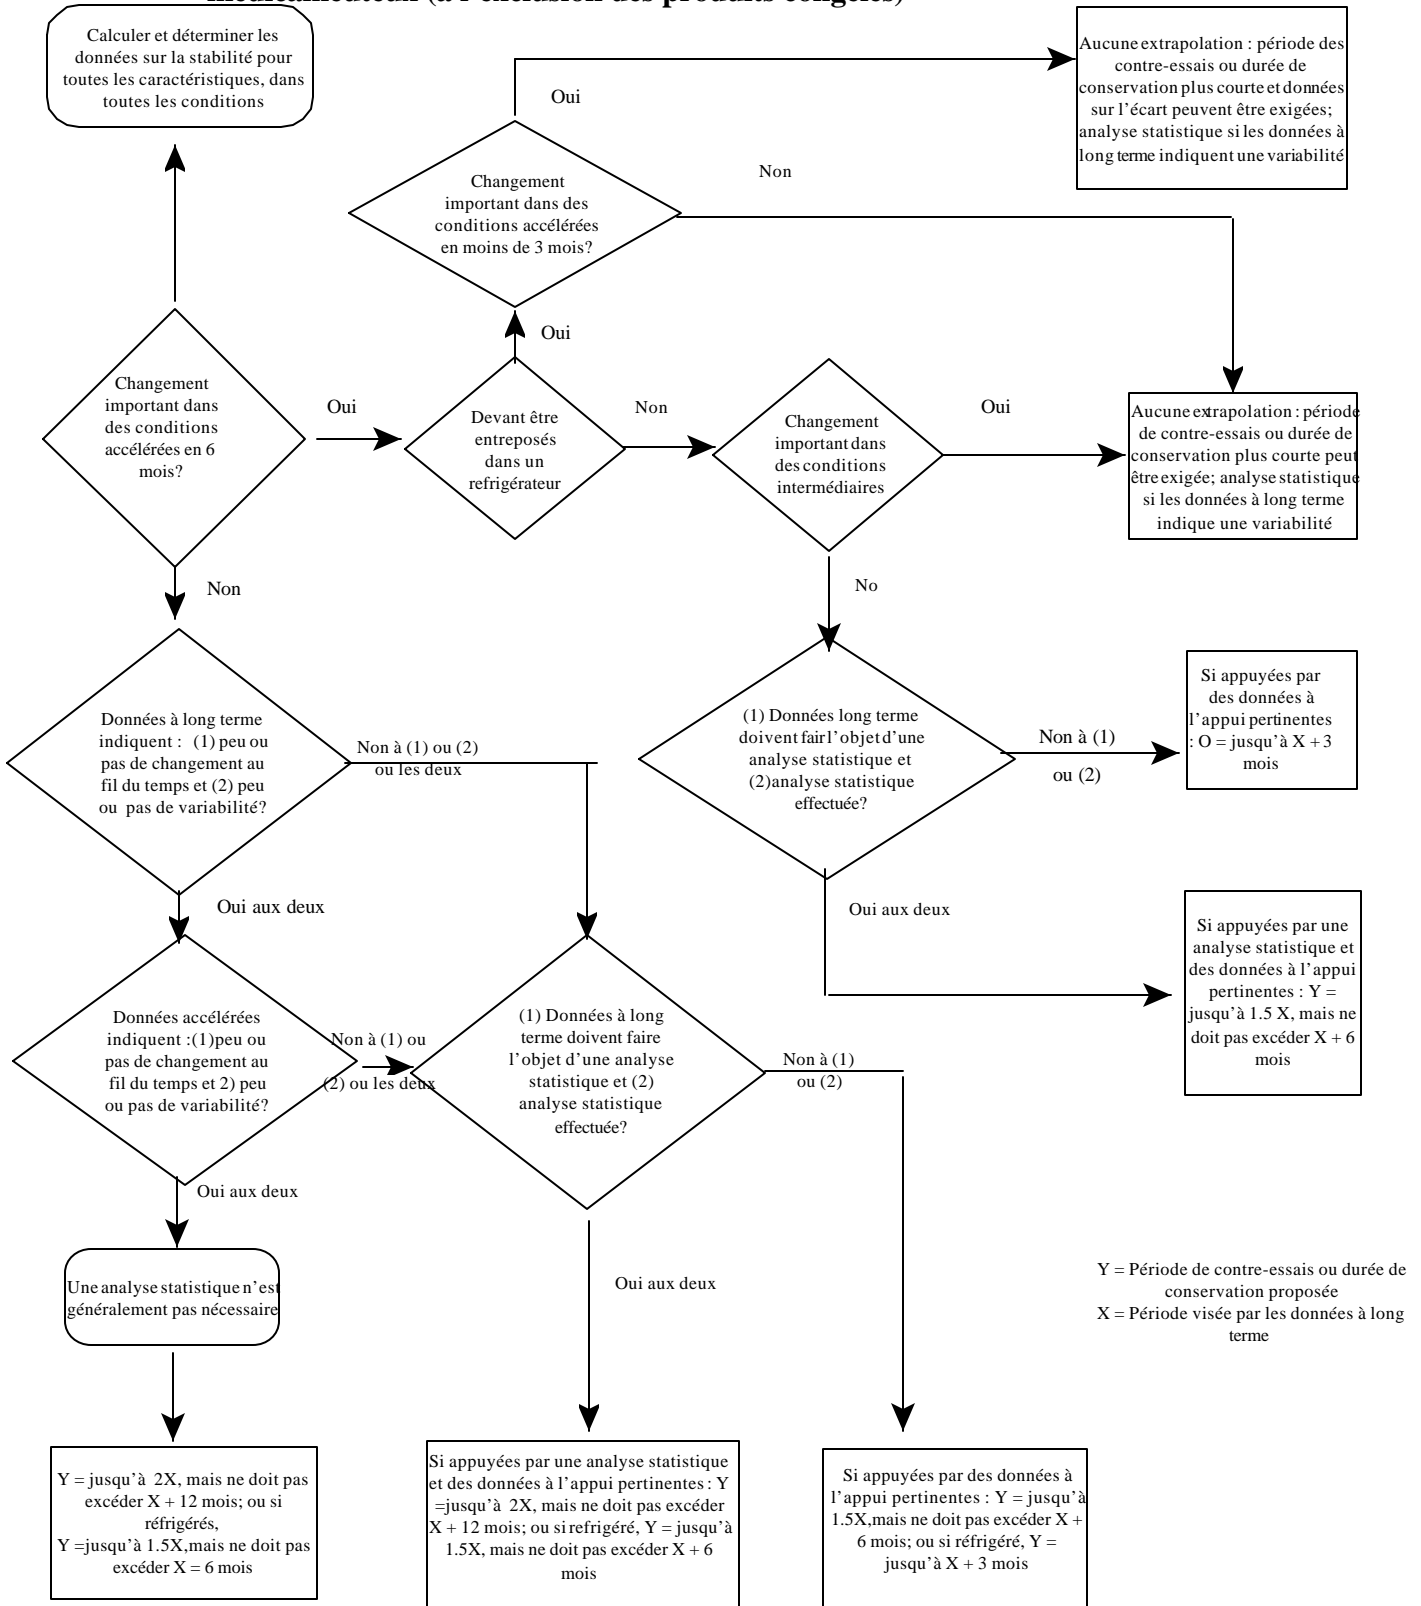 médicamenteux (à l'exclusion des produits congelés)
Calculer et déterminer les
données sur la stabilité pour
toutes les caractéristiques, dans
toutes les conditions
Aucune extrapolation : période des
contre-essais ou durée de
conservation plus courte et données
sur l'écart peuvent être exigées;
analyse statistique si les données à
long terme indiquent une variabilité
Oui
Non
Changement
important dans des
conditions accélérées
en moins de 3 mois?
Oui
Changement
important dans
des conditions
accélérées en 6
mois?
Oui
Devant être
entreposés
dans un
refrigérateur
Non
Changement
important dans
des conditions
intermédiaires
Oui
Aucune extrapolation : période
de contre-essais ou durée de
conservation plus courte peut
être exigée; analyse statistique
si les données à long terme
indique une variabilité
Non
No
Données à long terme
indiquent : (1) peu ou
pas de changement au
fil du temps et (2) peu
ou pas de variabilité?
Non à (1) ou (2)
ou les deux
(1) Données long terme
doivent fairl'objet d'une
analyse statistique et
(2)analyse statistique
effectuée?
Non à (1)
ou (2)
Si appuyées par
des données à
l'appui pertinentes
: O = jusqu'à X + 3
mois
Oui aux deux
Oui aux deux
Si appuyées par une
analyse statistique et
des données à l'appui
pertinentes : Y =
jusqu'à 1.5 X, mais ne
doit pas excéder X + 6
mois
Données accélérées
indiquent :(1)peu ou
pas de changement au
fil du temps et 2) peu
ou pas de variabilité?
Non à (1) ou
(2) ou les deux
(1) Données à long
terme doivent faire
l'objet d'une analyse
statistique et (2)
analyse statistique
effectuée?
Non à (1)
ou (2)
Oui aux deux
Une analyse statistique n'est
généralement pas nécessaire
Oui aux deux
Y = Période de contre-essais ou durée de
conservation proposée
X = Période visée par les données à long
terme
Y = jusqu'à 2X, mais ne doit pas
excéder X + 12 mois; ou si
réfrigérés,
Y =jusqu'à 1.5X,mais ne doit pas
excéder X = 6 mois
Si appuyées par une analyse statistique
et des données à l'appui pertinentes : Y
=jusqu'à 2X, mais ne doit pas excéder
X + 12 mois; ou si refrigéré, Y = jusqu'à
1.5X, mais ne doit pas excéder X + 6
mois
Si appuyées par des données à
l'appui pertinentes : Y = jusqu'à
1.5X,mais ne doit pas excéder X +
6 mois; ou si réfrigéré, Y =
jusqu'à X + 3 mois